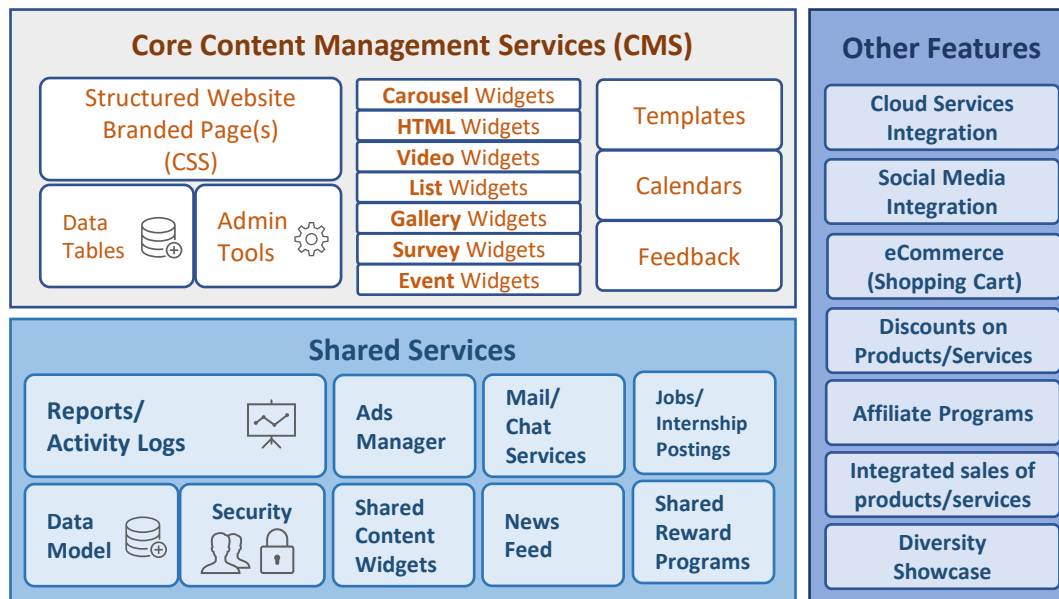 Core Content Management Services (CMS)
Structured Website
Branded Page(s)
(CSS)
Data
Tables
Admin
Tools
Carousel Widgets
HTML Widgets
Video Widgets
List Widgets
Gallery Widgets
Survey Widgets
Event Widgets
Templates
Calendars
Feedback
Shared Services
Reports/
Activity Logs
Ads
Manager
Mail/
Chat
Services
Jobs/
Internship
Postings
Data
Model
Security
Shared
Content
Widgets
News
Feed
Shared
Reward
Programs
Other Features
Cloud Services
Integration
Social Media
Integration
eCommerce
(Shopping Cart)
Discounts on
Products/Services
Affiliate Programs
Integrated sales of
products/services
Diversity
Showcase